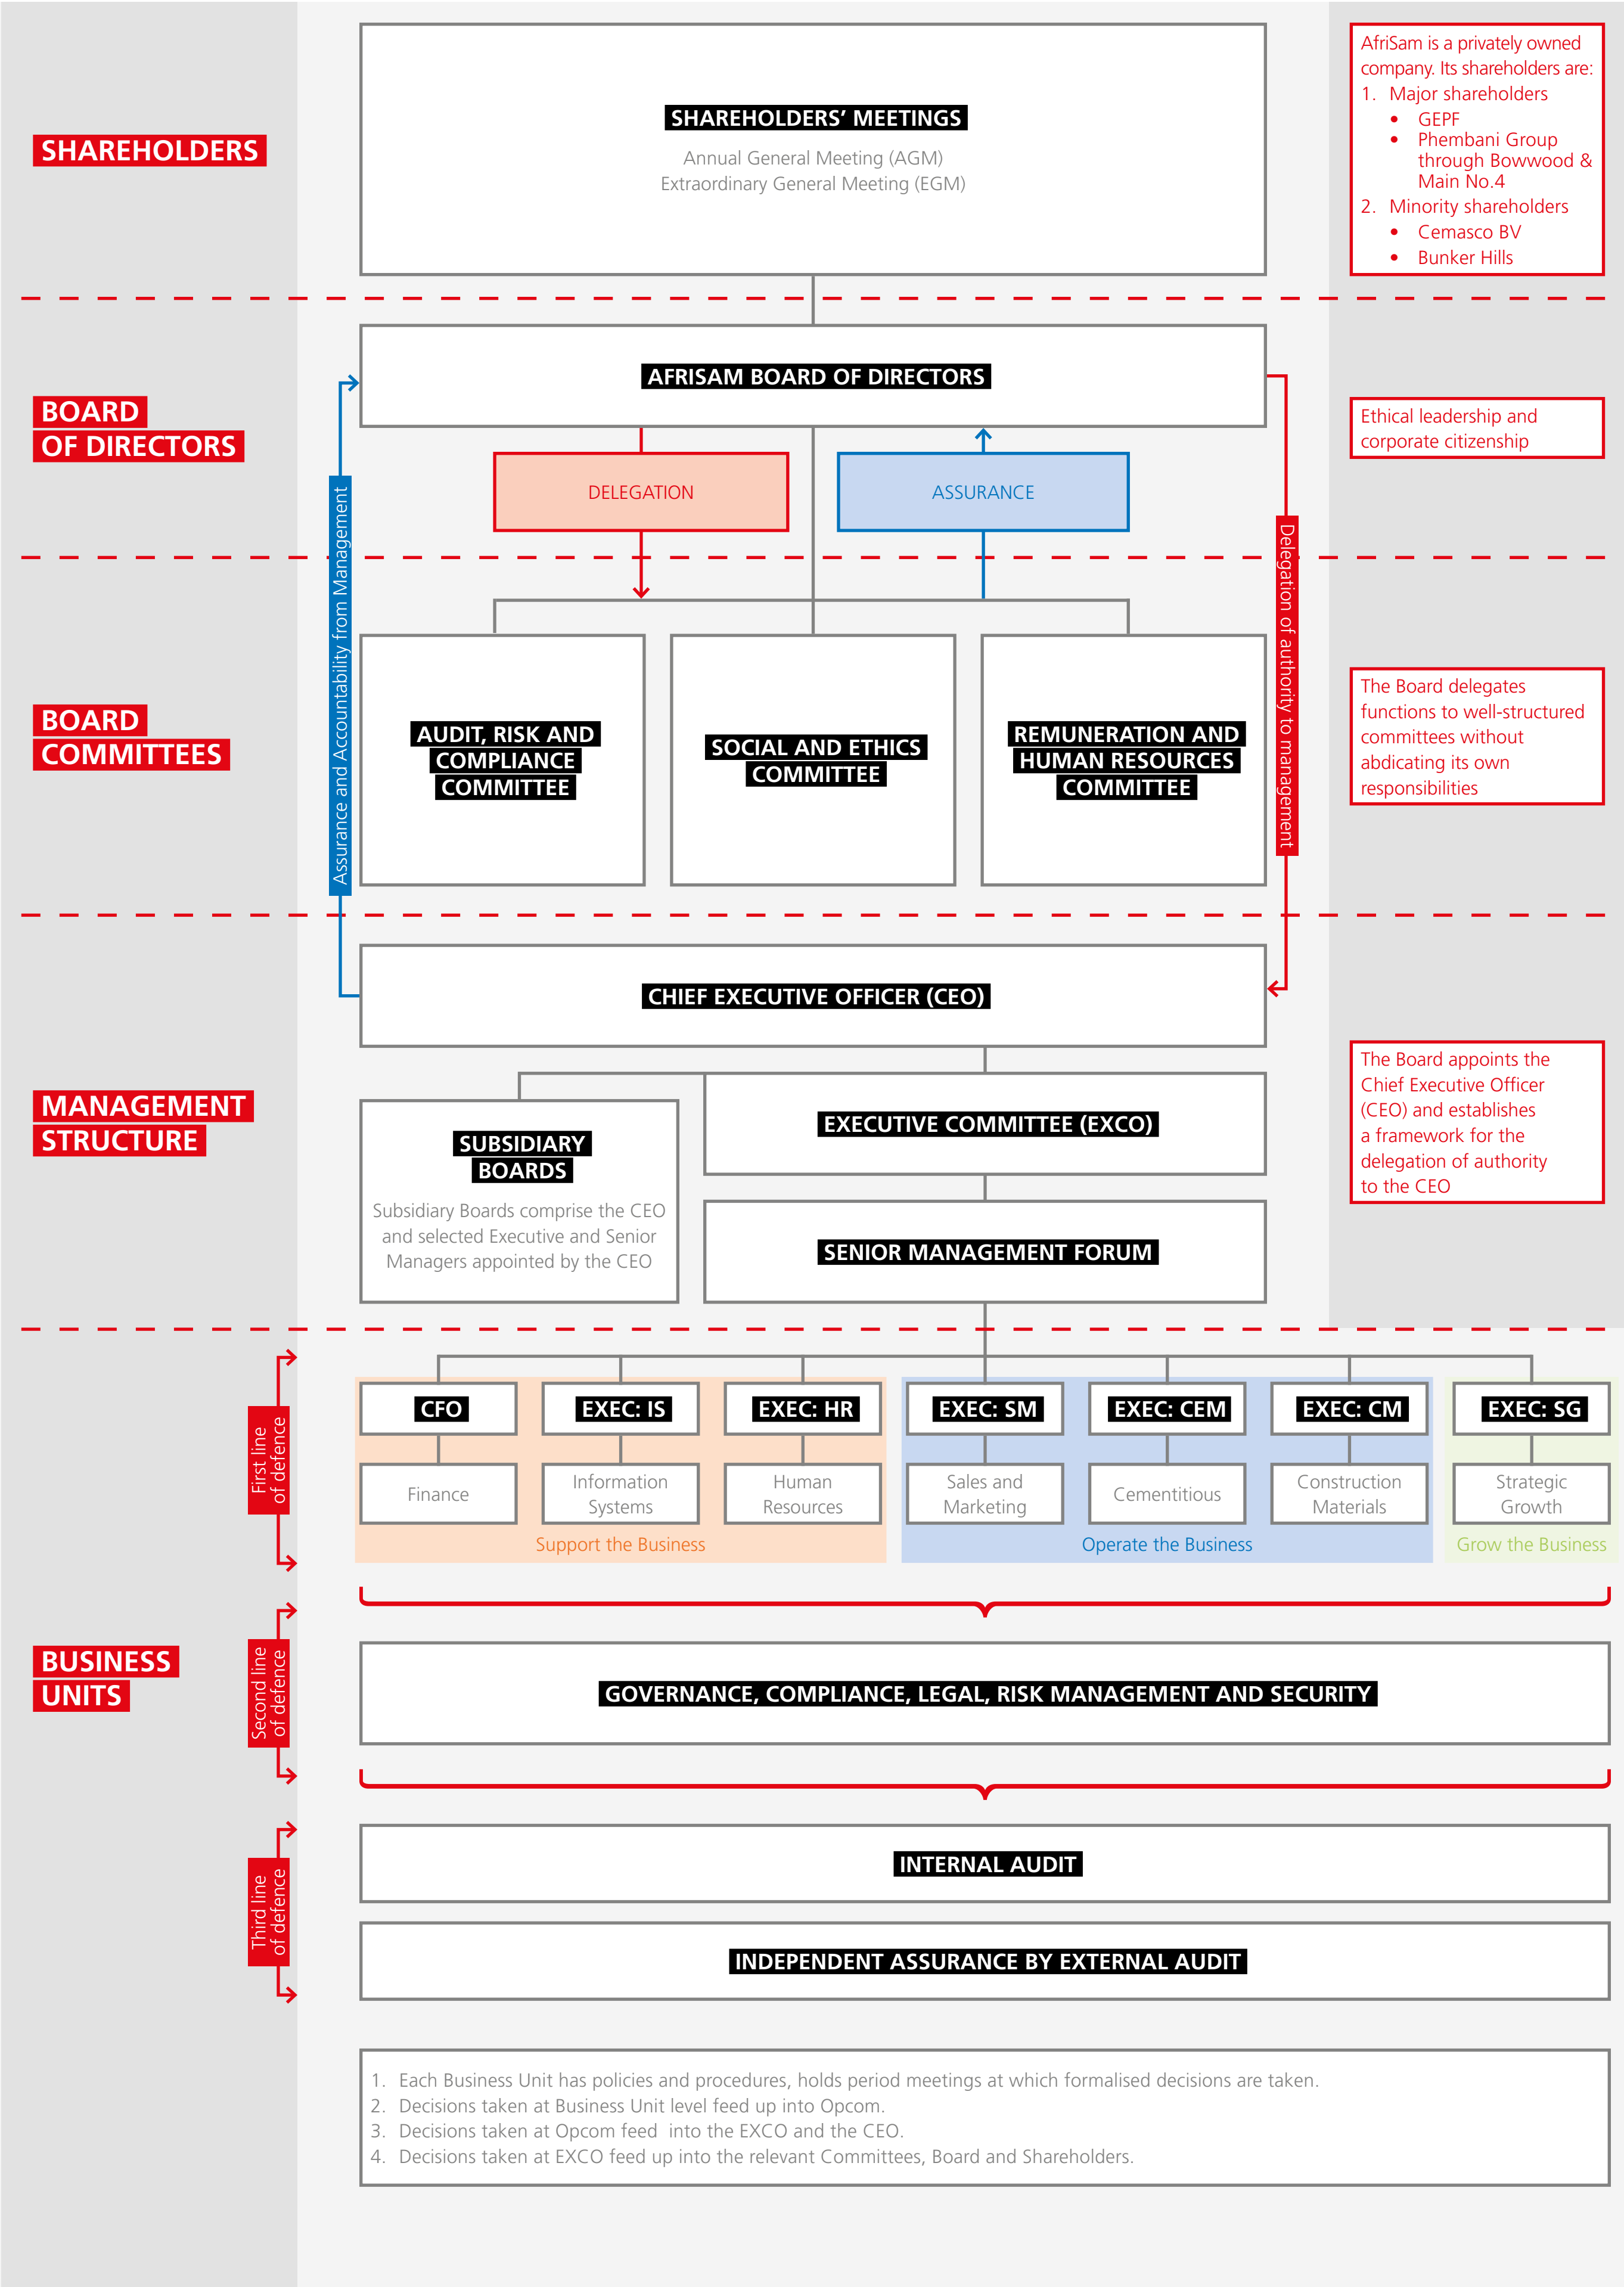 SHAREHOLDERS
SHAREHOLDERS’ MEETINGS
Annual General Meeting (AGM)
Extraordinary General Meeting (EGM)
AfriSam is a privately owned
company. Its shareholders are:
1. Major shareholders
• GEPF
• Phembani Group
through Bowwood &
Main No.4
2. Minority shareholders
• Cemasco BV
• Bunker Hills
BOARD
OF DIRECTORS
AFRISAM BOARD OF DIRECTORS
DELEGATION
ASSURANCE
Ethical leadership and
corporate citizenship
Assurance and Accountability from Management
Delegation of authority to management
BOARD
COMMITTEES
AUDIT, RISK AND
COMPLIANCE
COMMITTEE
SOCIAL AND ETHICS
COMMITTEE
REMUNERATION AND
HUMAN RESOURCES
COMMITTEE
The Board delegates
functions to well-structured
committees without
abdicating its own
responsibilities
MANAGEMENT
STRUCTURE
CHIEF EXECUTIVE OFFICER (CEO)
SUBSIDIARY
BOARDS
Subsidiary Boards comprise the CEO
and selected Executive and Senior
Managers appointed by the CEO
EXECUTIVE COMMITTEE (EXCO)
SENIOR MANAGEMENT FORUM
The Board appoints the
Chief Executive Officer
(CEO) and establishes
a framework for the
delegation of authority
to the CEO
BUSINESS
UNITS
First line
of defence
CFO
EXEC: IS
EXEC: HR
EXEC: SM
EXEC: CEM
EXEC: CM
EXEC: SG
Finance
Information
Systems
Human
Resources
Sales and
Marketing
Cementitious
Construction
Materials
Strategic
Growth
Support the Business
Operate the Business
Grow the Business
Second line
of defence
GOVERNANCE, COMPLIANCE, LEGAL, RISK MANAGEMENT AND SECURITY
Third line
of defence
INTERNAL AUDIT
INDEPENDENT ASSURANCE BY EXTERNAL AUDIT
1. Each Business Unit has policies and procedures, holds period meetings at which formalised decisions are taken.
2. Decisions taken at Business Unit level feed up into Opcom.
3. Decisions taken at Opcom feed into the EXCO and the CEO.
4. Decisions taken at EXCO feed up into the relevant Committees, Board and Shareholders.